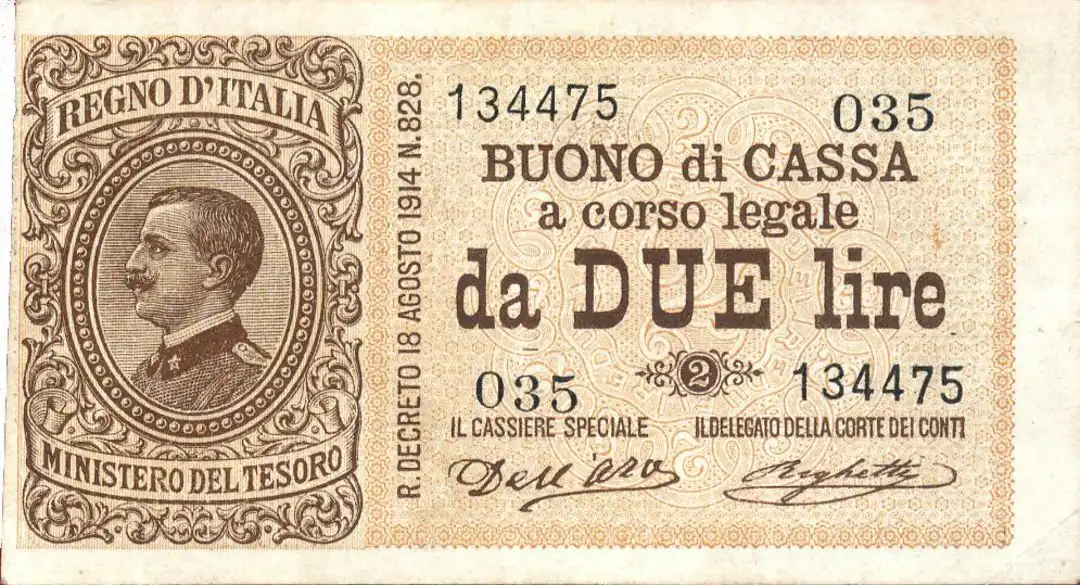 REGNO D'ITALIA
MINISTERO DEL TESORO
R. DECRETO 18 AGOSTO 1914 N. 828.
134475 035
BUONO di CASSA
a corso legale
da DUE lire
035 2 134475
IL CASSIERE SPECIALE IL DELEGATO DELLA CORTE DEI CONTI
Dell'Ara Righetti